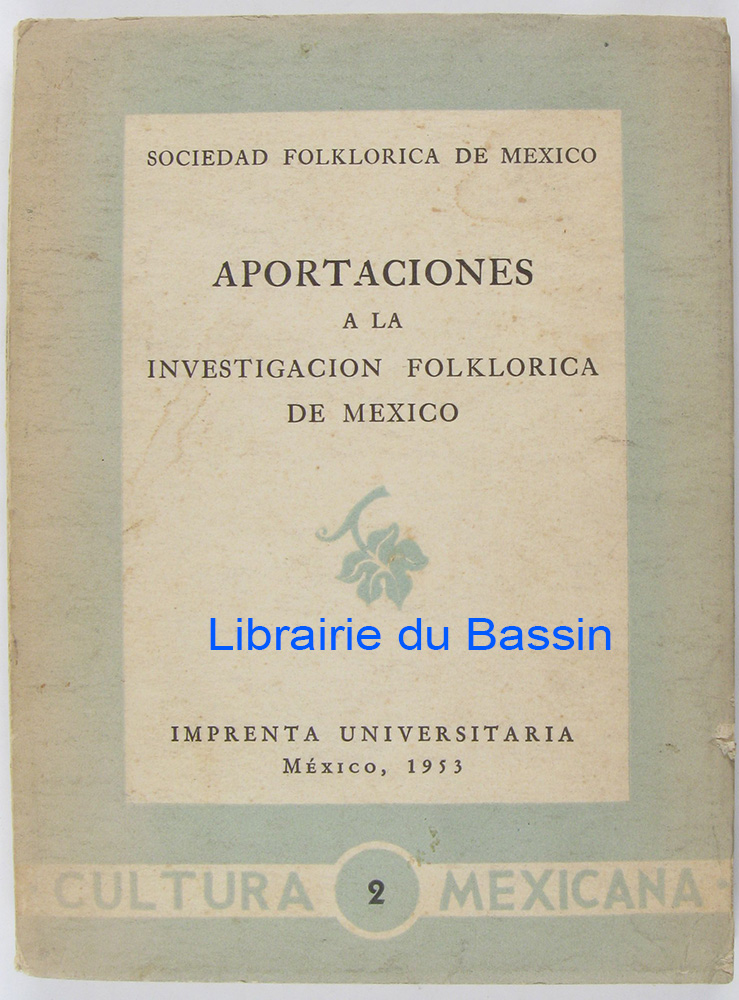 SOCIEDAD FOLKLORICA DE MEXICO
APORTACIONES
A LA
INVESTIGACION FOLKLORICA
DE MEXICO
Librairie du Bassin
IMPRENTA UNIVERSITARIA
MÉXICO, 1953
CULTURA 2 MEXICANA